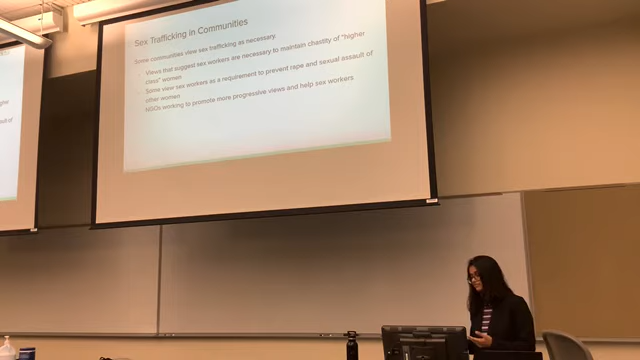 Sex Trafficking in Communities
Some communities view sex trafficking as necessary.
Views that suggest sex workers are necessary to maintain chastity of "higher
class" women
Some view sex workers as a requirement to prevent rape and sexual assault of
other women
NGOs working to promote more progressive views and help sex workers